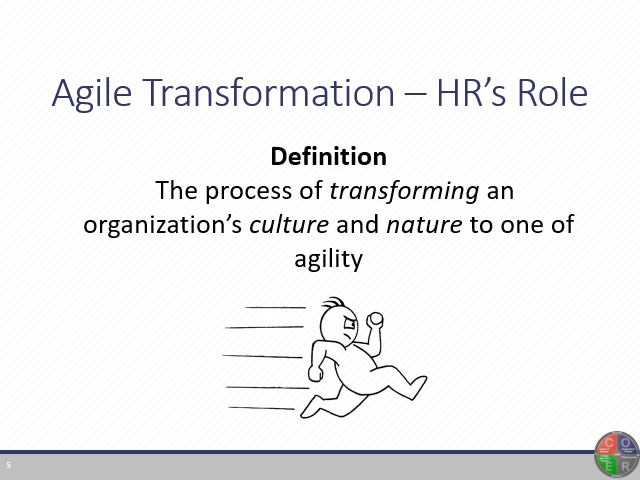 Agile Transformation – HR’s Role
Definition
The process of transforming an
organization’s culture and nature to one of
agility
5
C O
E R